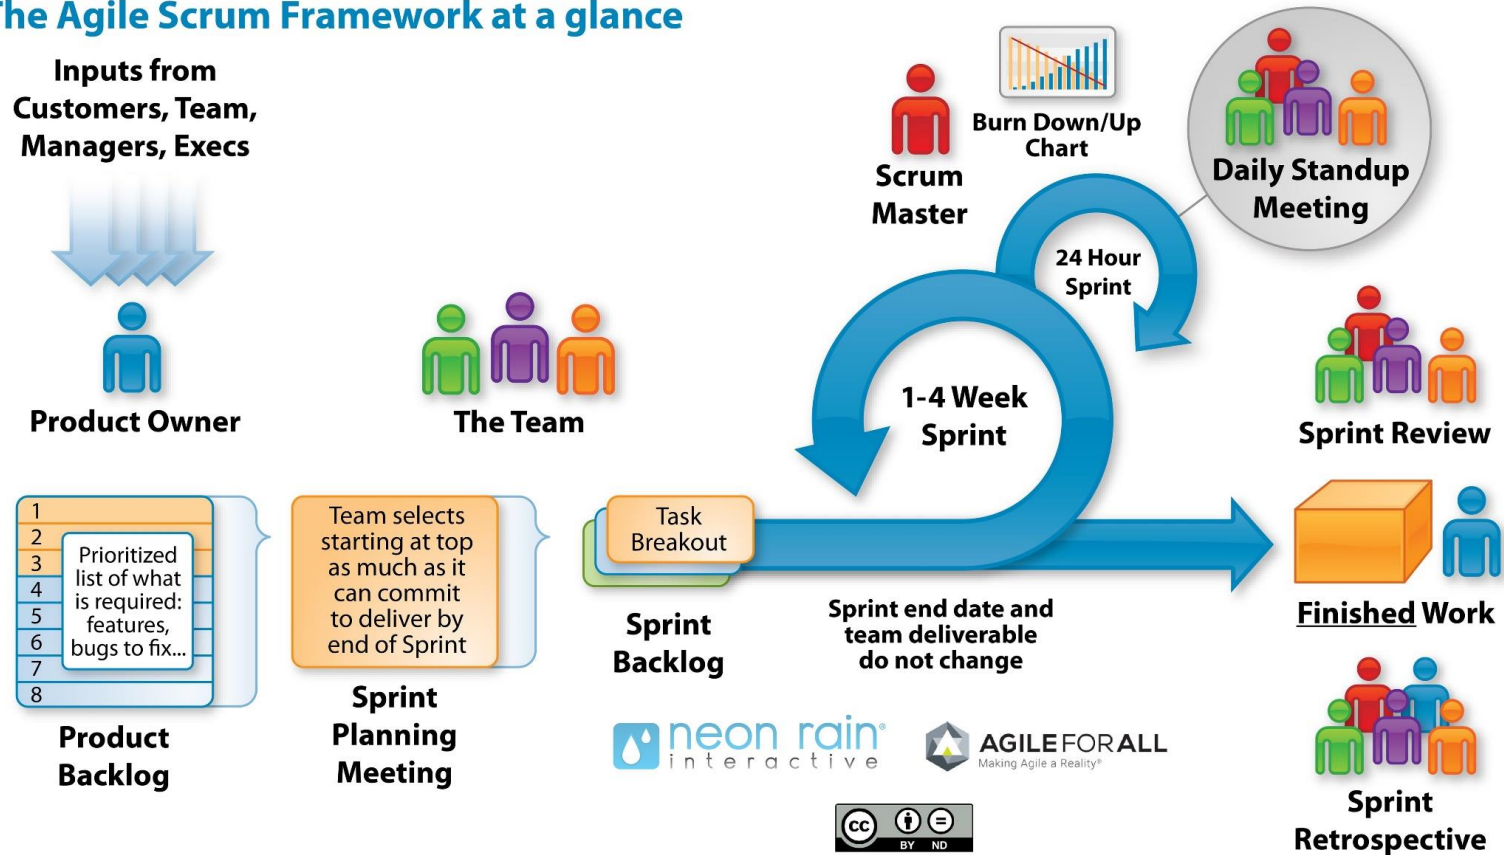 The Agile Scrum Framework at a glance
Inputs from
Customers, Team,
Managers, Execs
Product Owner
The Team
Scrum
Master
Burn Down/Up
Chart
Daily Standup
Meeting
24 Hour
Sprint
1-4 Week
Sprint
Sprint Review
1
2
3
4
5
6
7
8
Prioritized
list of what
is required:
features,
bugs to fix...
Product
Backlog
Team selects
starting at top
as much as it
can commit
to deliver by
end of Sprint
Sprint
Planning
Meeting
Task
Breakout
Sprint
Backlog
Sprint end date and
team deliverable
do not change
Finished Work
Sprint
Retrospective
neon rain®
interactive
AGILE FOR ALL
Making Agile a Reality®
cc
BY ND